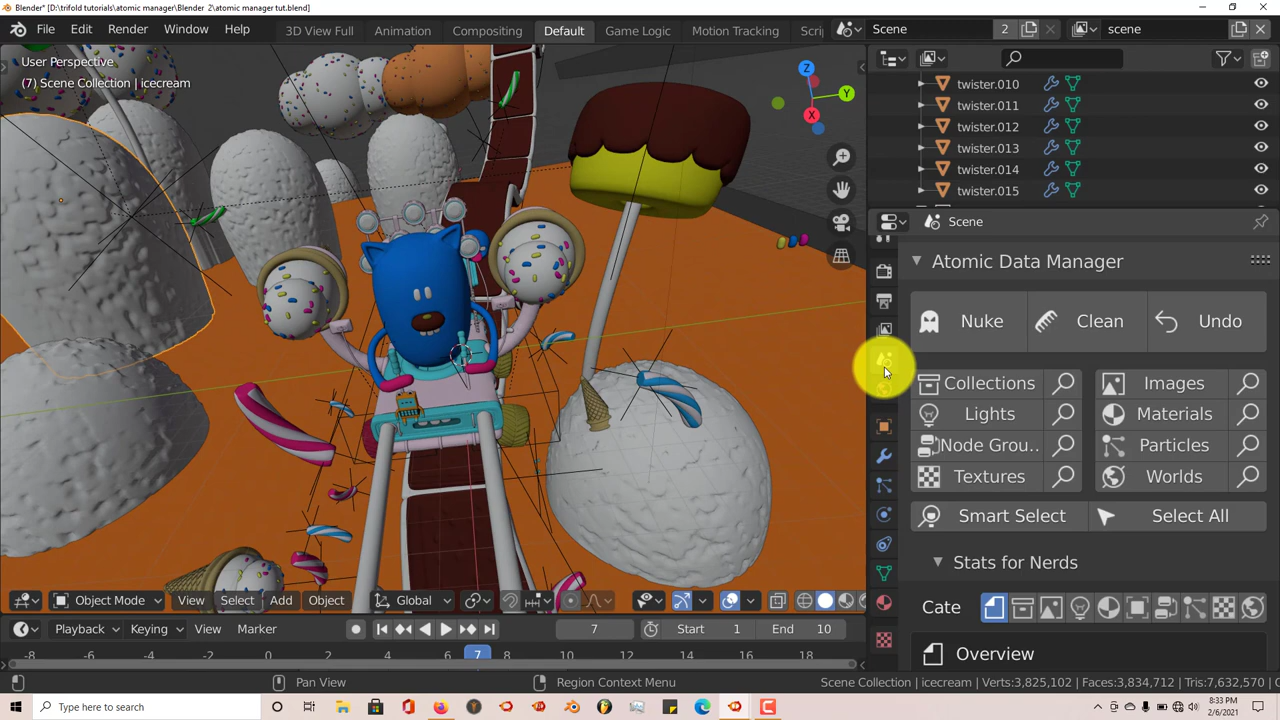 Blender* [D:\trifold tutorials\atomic manager\Blender 2\atomic manager tut.blend]
File Edit Render Window Help 3D View Full Animation Compositing Default Game Logic Motion Tracking Scene 2 scene
User Perspective
(7) Scene Collection | icecream
Z
Y
X
twister.010
twister.011
twister.012
twister.013
twister.014
twister.015
Scene
Atomic Data Manager
Nuke Clean Undo
Collections Images
Lights Materials
Node Grou.. Particles
Textures Worlds
Smart Select Select All
Stats for Nerds
Cate
Overview
Object Mode View Select Add Object Global
Playback Keying View Marker 7 Start 1 End 10
-8 -6 -4 -2 0 2 4 6 7 8 10 12 14 16 18
Pan View Region Context Menu Scene Collection | icecream | Verts:3,825,102 | Faces:3,834,712 | Tris:7,632,570 |
Type here to search
8:33 PM
2/6/2021